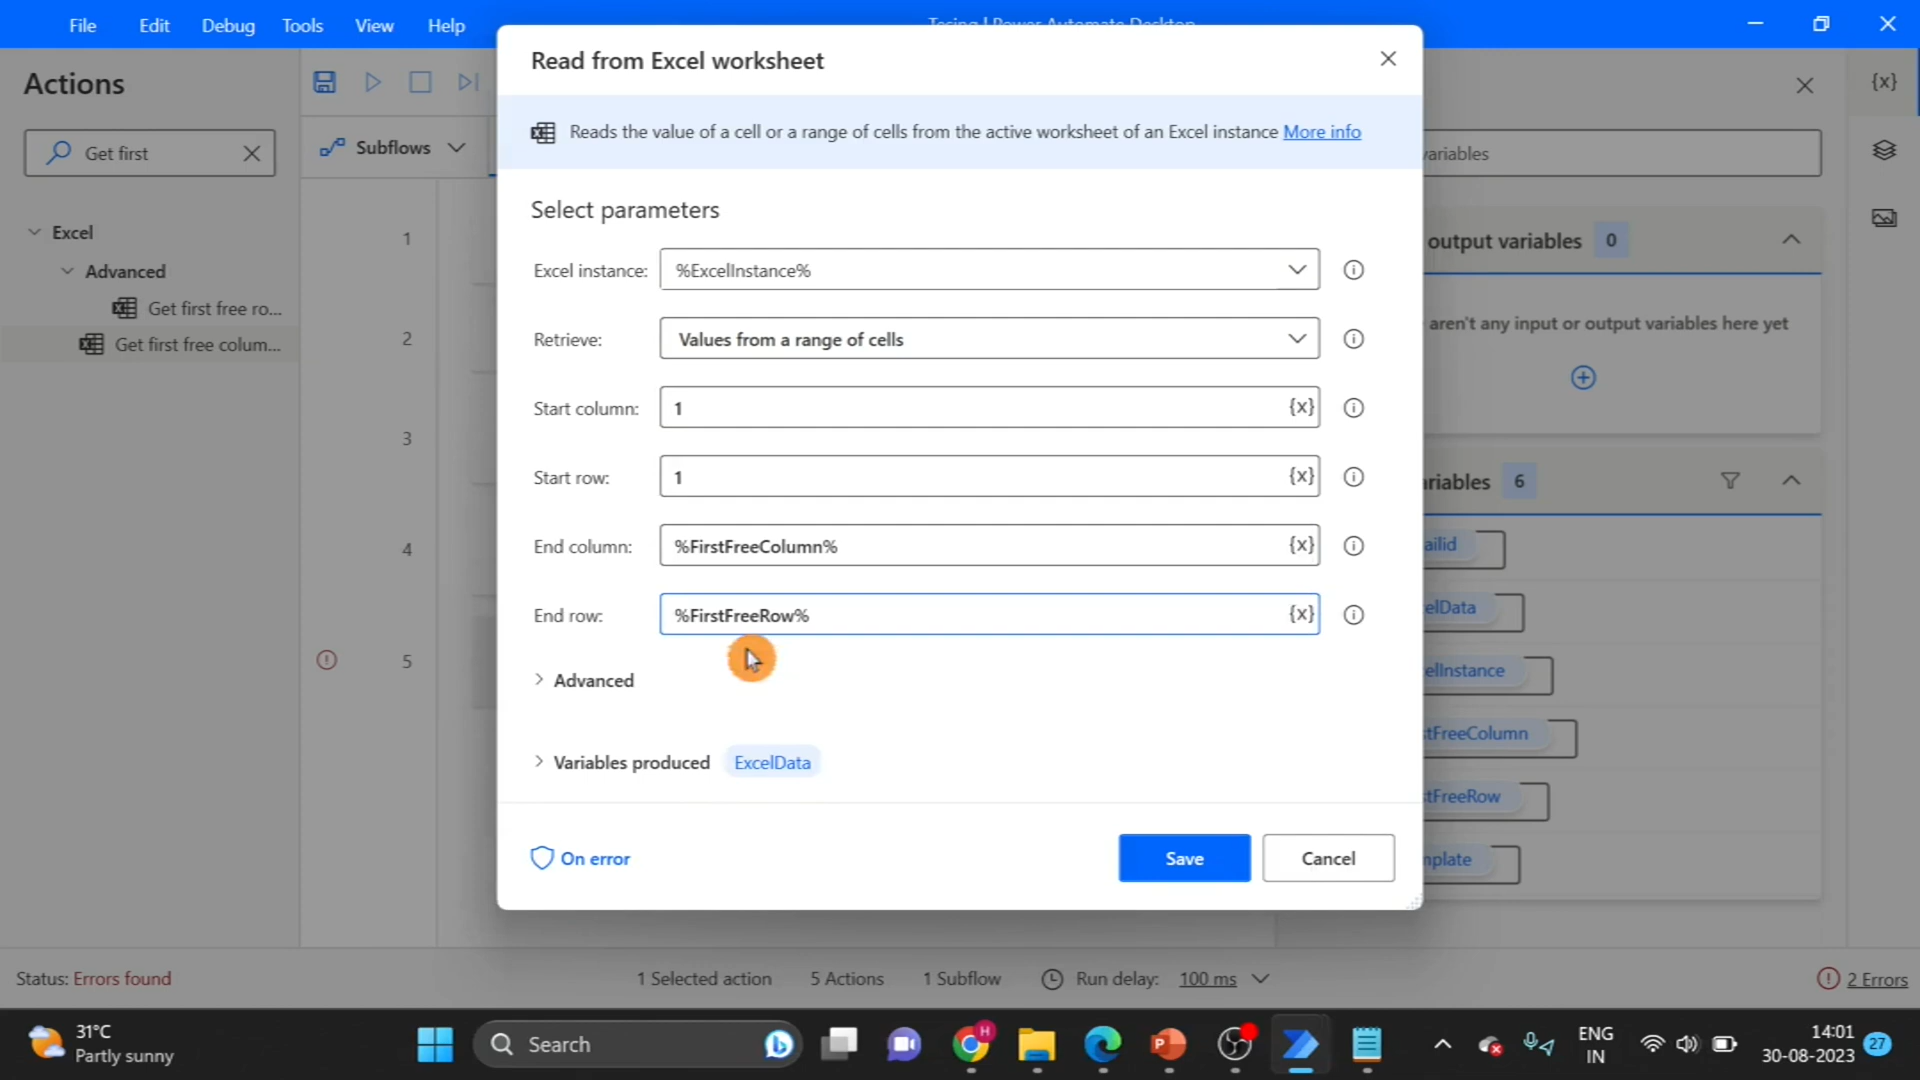 File Edit Debug Tools View Help
Actions
Get first
Subflows
Excel
Advanced
Get first free ro...
Get first free colum...
1
2
3
4
5
Read from Excel worksheet
Reads the value of a cell or a range of cells from the active worksheet of an Excel instance More info
Select parameters
Excel instance: %ExcelInstance%
Retrieve: Values from a range of cells
Start column: 1 {x}
Start row: 1 {x}
End column: %FirstFreeColumn% {x}
End row: %FirstFreeRow% {x}
Advanced
Variables produced ExcelData
On error
Save Cancel
{x}
variables
output variables 0
aren't any input or output variables here yet
riables 6
ailid
elData
elInstance
tFreeColumn
tFreeRow
mplate
Status: Errors found 1 Selected action 5 Actions 1 Subflow Run delay: 100 ms 2 Errors
31°C
Partly sunny
Search
H
P
ENG
IN
14:01
30-08-2023
27